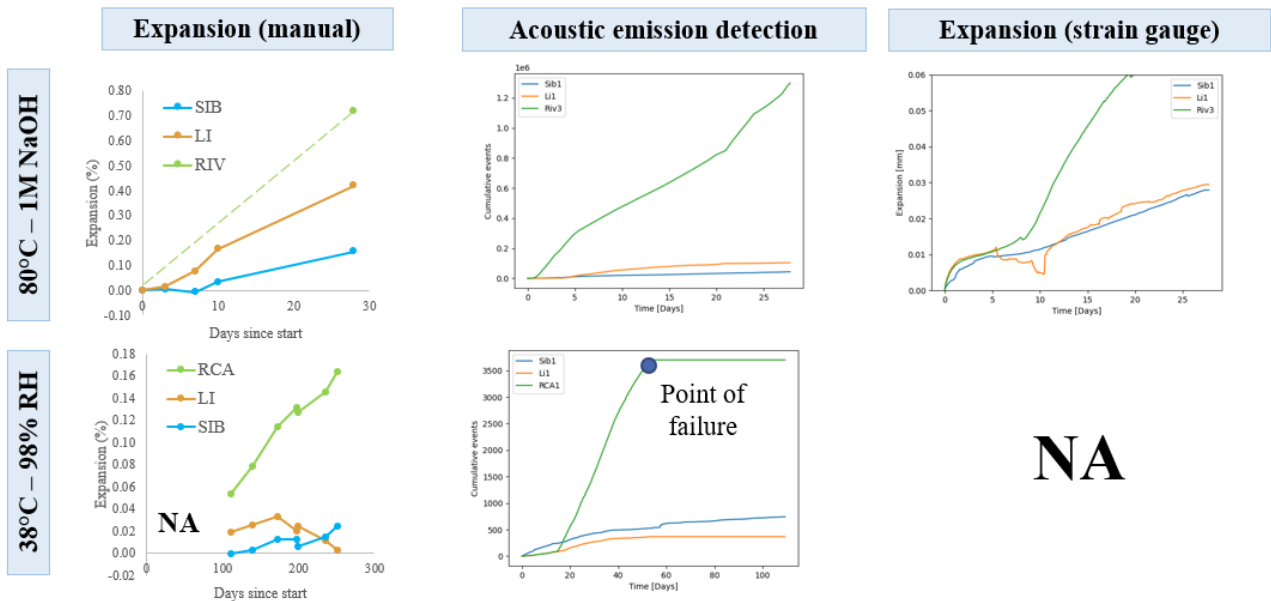 Expansion (manual)
Acoustic emission detection
Expansion (strain gauge)
80°C – 1M NaOH
0.80
0.70
0.60
0.50
0.40
0.30
0.20
0.10
0.00
-0.10
Expansion (%)
SIB
LI
RIV
0
10
20
30
Days since start
1e6
1.2
1.0
0.8
0.6
0.4
0.2
0.0
Cumulative events
Sib1
Li1
Riv3
0
5
10
15
20
25
Time [Days]
0.06
0.05
0.04
0.03
0.02
0.01
0.00
Expansion [mm]
Sib1
Li1
Riv3
0
5
10
15
20
25
Time [Days]
38°C – 98% RH
0.18
0.16
0.14
0.12
0.10
0.08
0.06
0.04
0.02
0.00
-0.02
Expansion (%)
RCA
LI
SIB
NA
0
100
200
300
Days since start
3500
3000
2500
2000
1500
1000
500
0
Cumulative events
Sib1
Li1
RCA1
Point of
failure
0
20
40
60
80
100
Time [Days]
NA